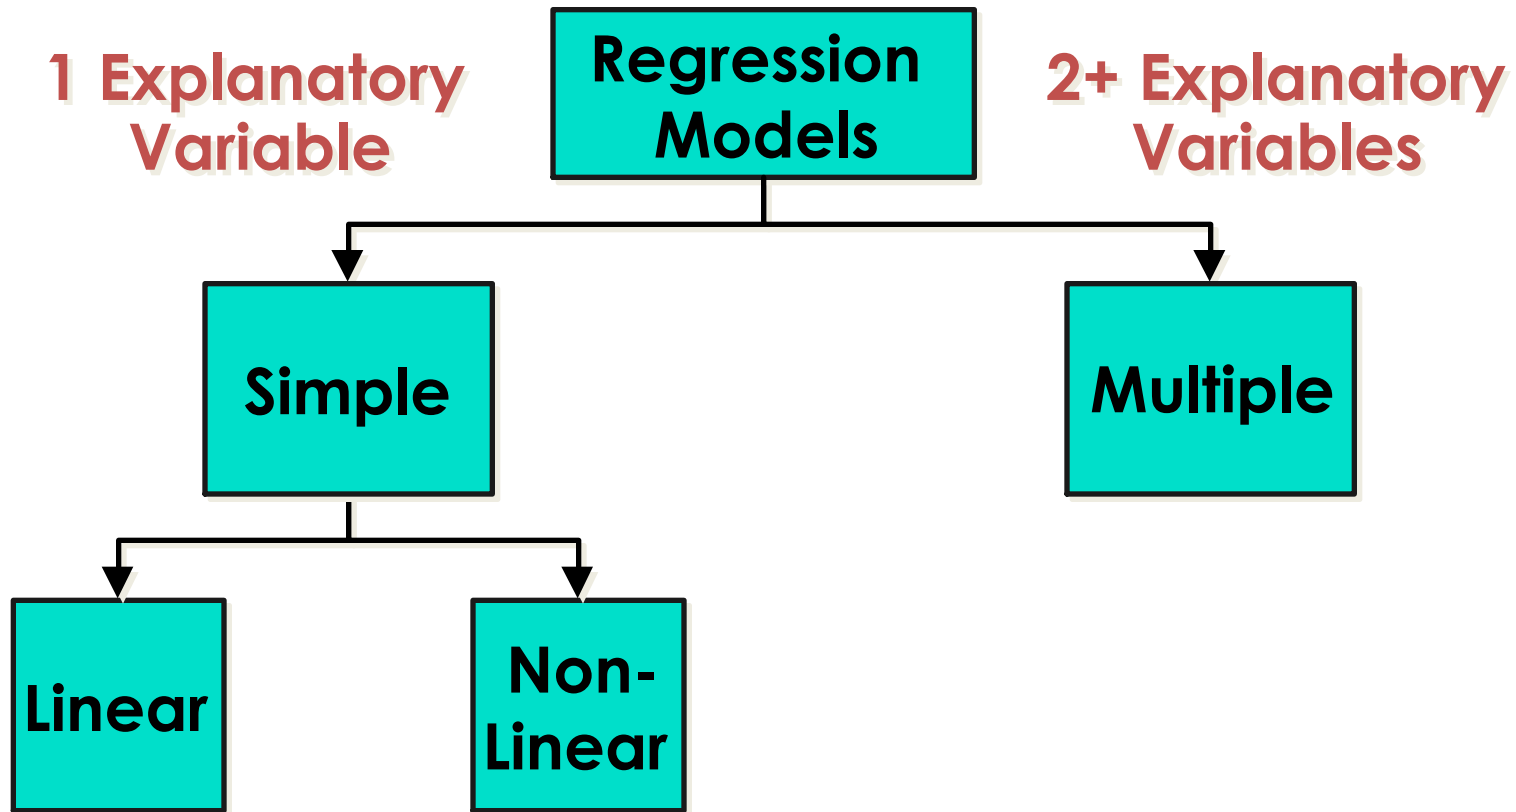 1 Explanatory
Variable
Regression
Models
2+ Explanatory
Variables
Simple
Multiple
Linear
Non-
Linear